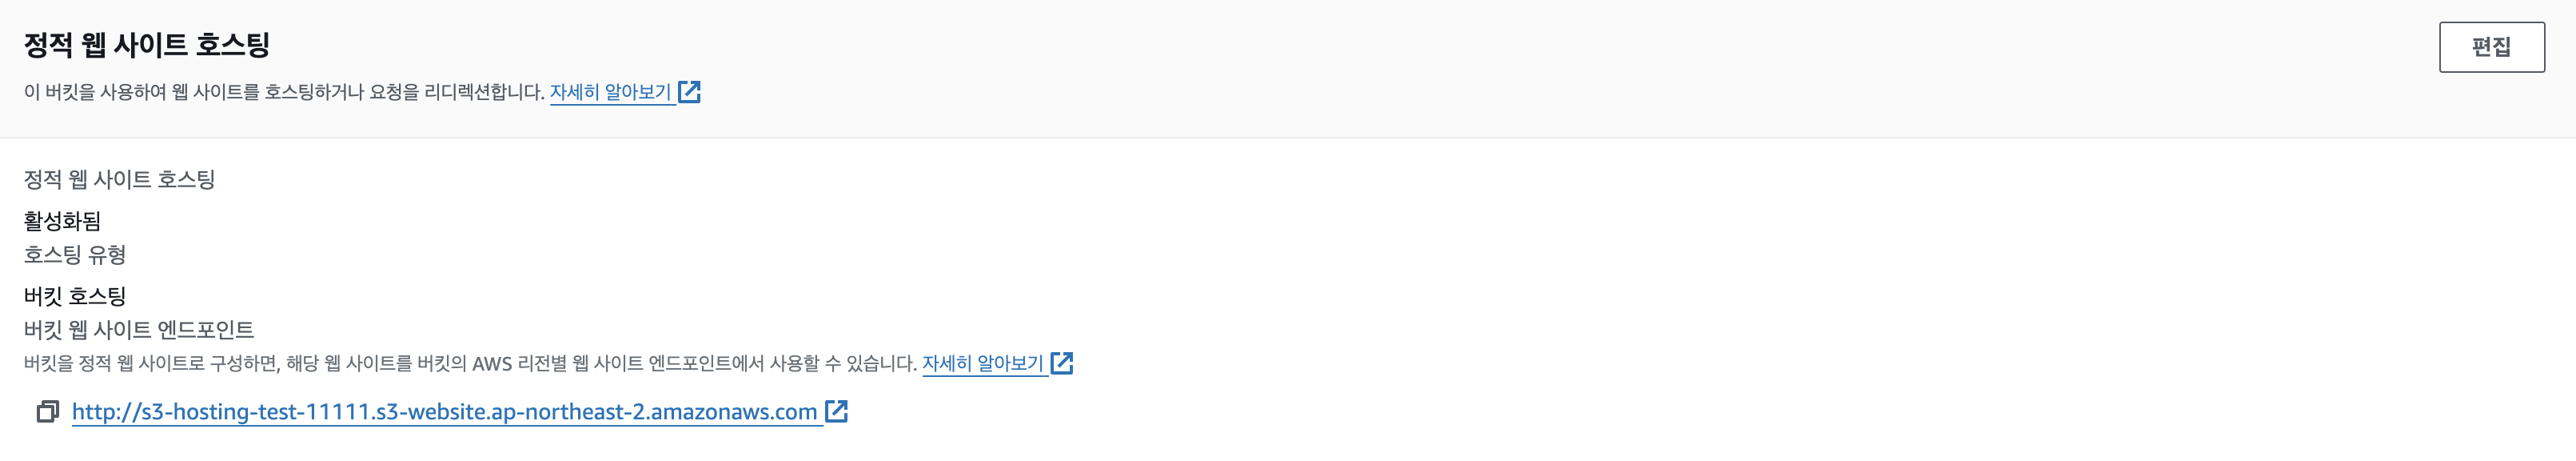 정적 웹 사이트 호스팅
편집
이 버킷을 사용하여 웹 사이트를 호스팅하거나 요청을 리디렉션합니다. 자세히 알아보기
정적 웹 사이트 호스팅
활성화됨
호스팅 유형
버킷 호스팅
버킷 웹 사이트 엔드포인트
버킷을 정적 웹 사이트로 구성하면, 해당 웹 사이트를 버킷의 AWS 리전별 웹 사이트 엔드포인트에서 사용할 수 있습니다. 자세히 알아보기
http://s3-hosting-test-11111.s3-website.ap-northeast-2.amazonaws.com